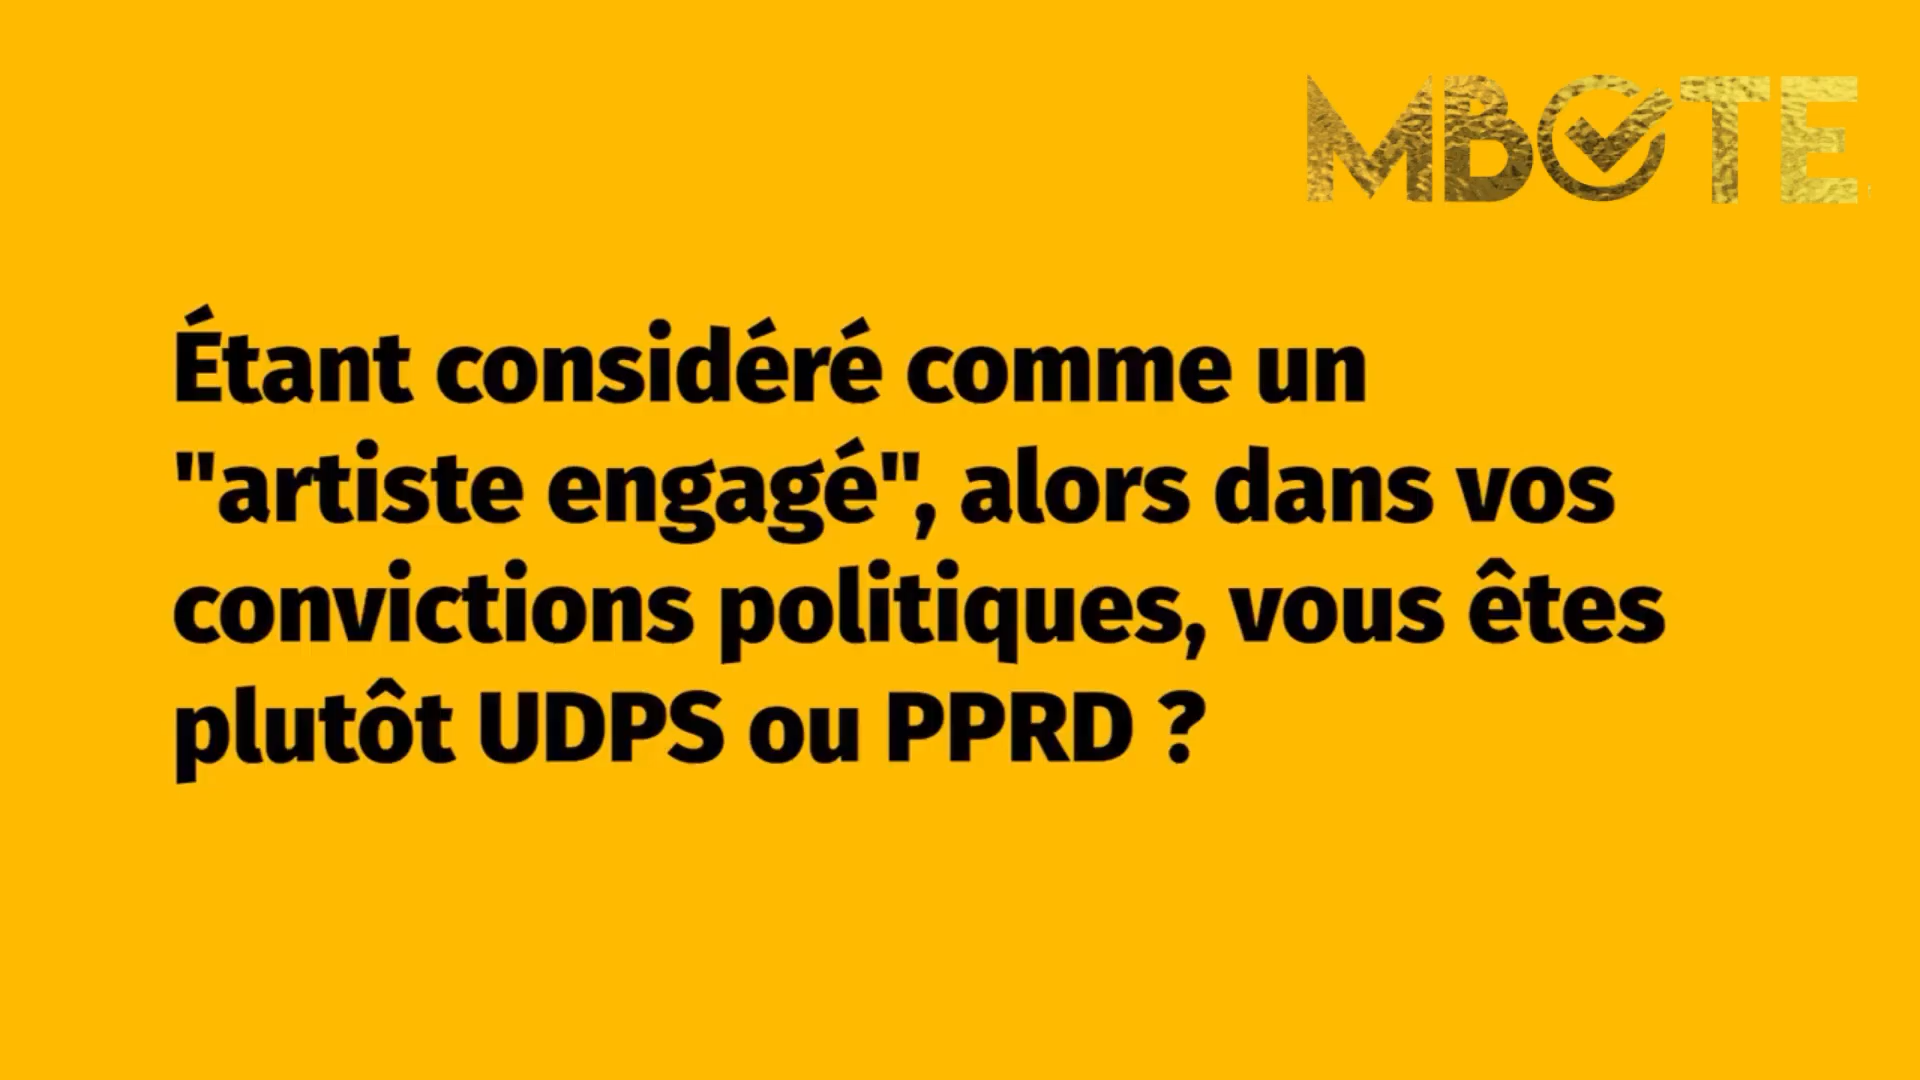 MBOTE
Étant considéré comme un
"artiste engagé", alors dans vos
convictions politiques, vous êtes
plutôt UDPS ou PPRD ?